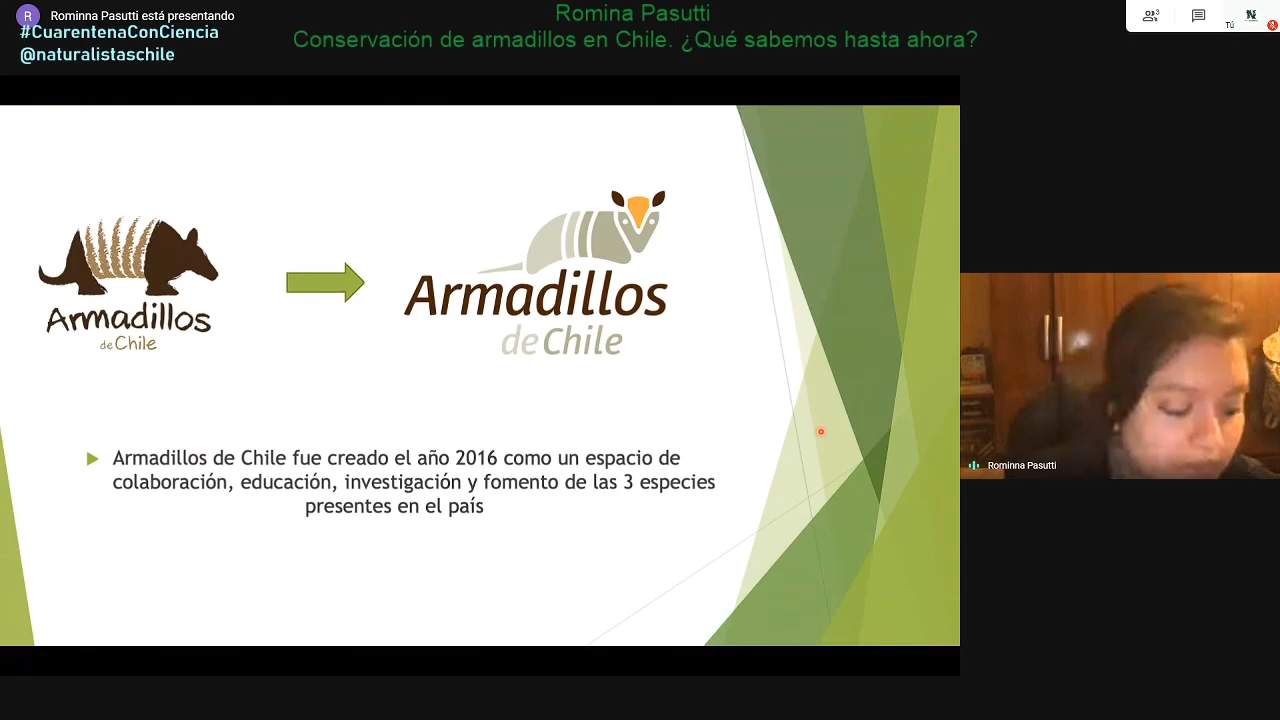 R Rominna Pasutti está presentando
#CuarentenaConCiencia
@naturalistaschile
Romina Pasutti
Conservación de armadillos en Chile. ¿Qué sabemos hasta ahora?
3
Tú
Armadillos
de Chile
Armadillos
de Chile
Armadillos de Chile fue creado el año 2016 como un espacio de
colaboración, educación, investigación y fomento de las 3 especies
presentes en el país
Rominna Pasutti